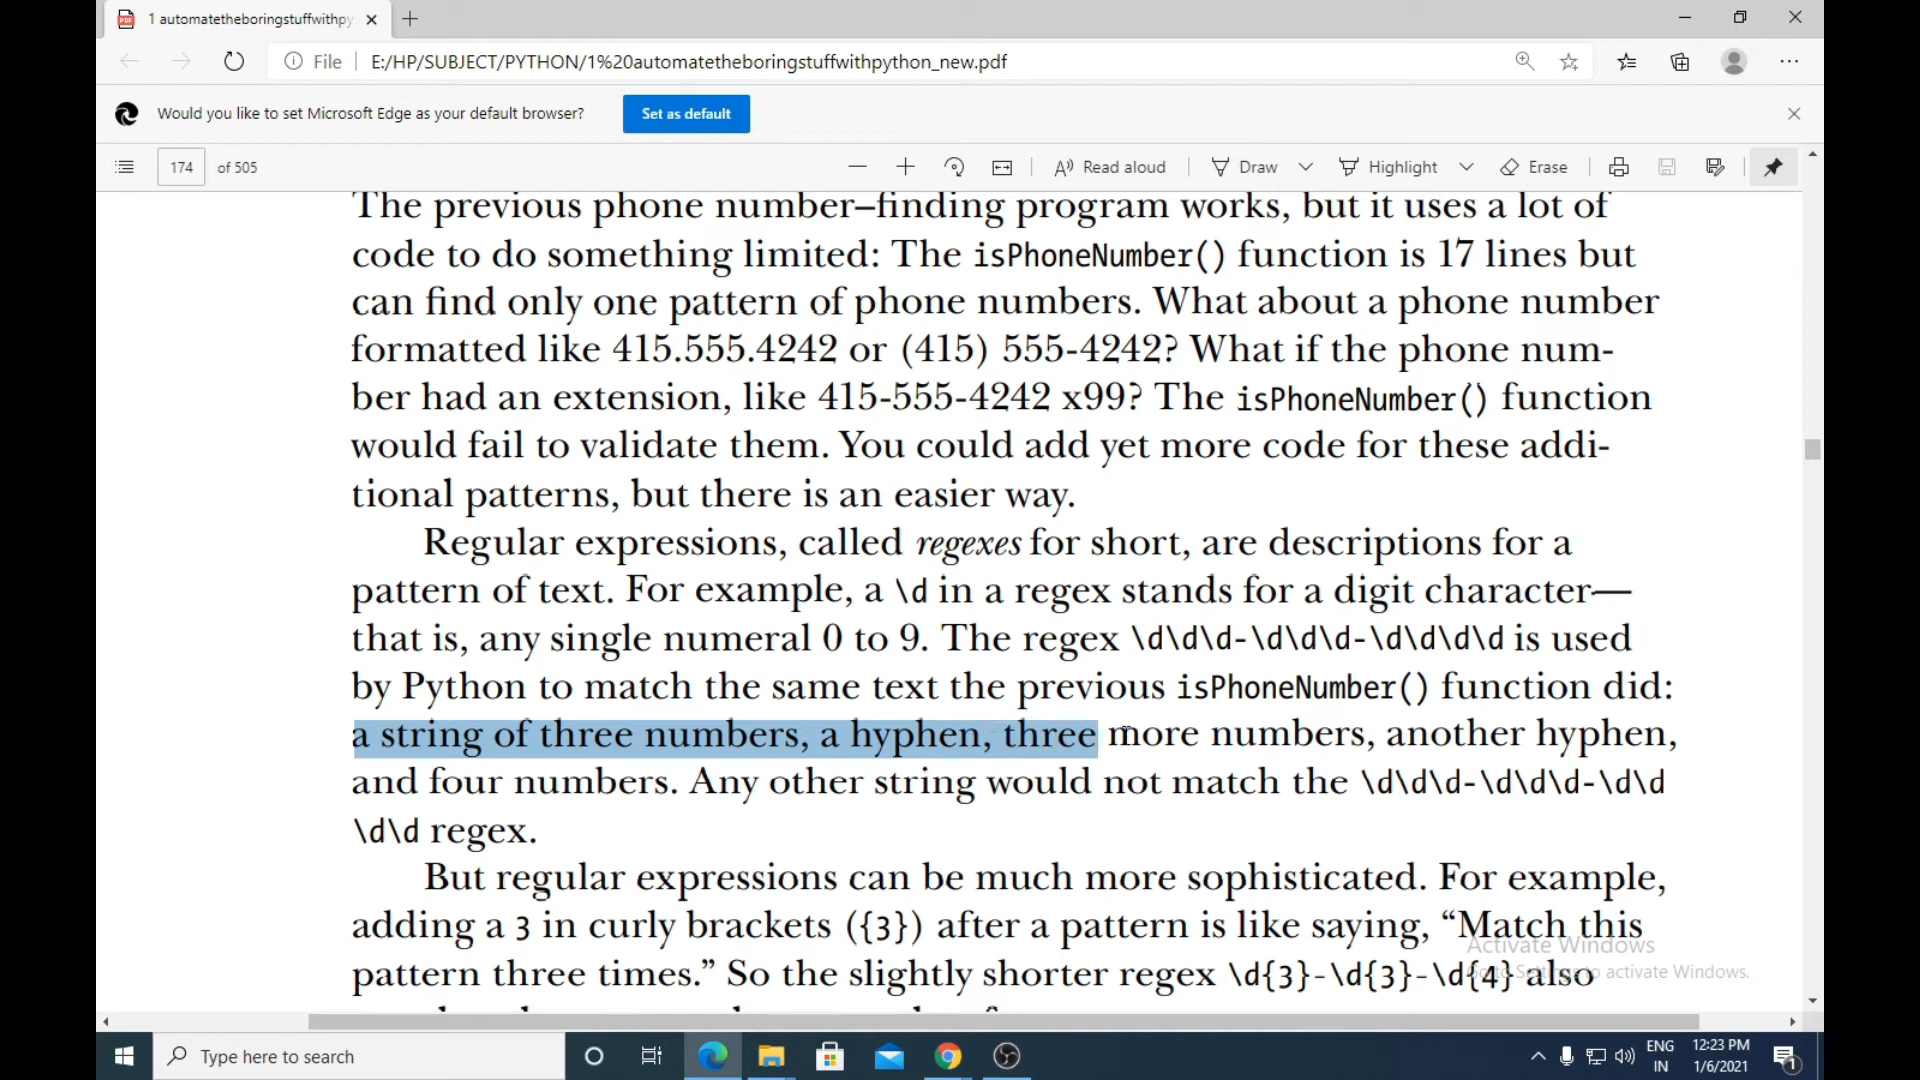 1 automatetheboringstuffwithpy
File
E:/HP/SUBJECT/PYTHON/1%20automatetheboringstuffwithpython_new.pdf
Would you like to set Microsoft Edge as your default browser?
Set as default
174 of 505
Read aloud
Draw
Highlight
Erase
The previous phone number–finding program works, but it uses a lot of
code to do something limited: The isPhoneNumber() function is 17 lines but
can find only one pattern of phone numbers. What about a phone number
formatted like 415.555.4242 or (415) 555-4242? What if the phone num-
ber had an extension, like 415-555-4242 x99? The isPhoneNumber() function
would fail to validate them. You could add yet more code for these addi-
tional patterns, but there is an easier way.
Regular expressions, called regexes for short, are descriptions for a
pattern of text. For example, a \d in a regex stands for a digit character—
that is, any single numeral 0 to 9. The regex \d\d\d-\d\d\d-\d\d\d\d is used
by Python to match the same text the previous isPhoneNumber() function did:
a string of three numbers, a hyphen, three more numbers, another hyphen,
and four numbers. Any other string would not match the \d\d\d-\d\d\d-\d\d
\d\d regex.
But regular expressions can be much more sophisticated. For example,
adding a 3 in curly brackets ({3}) after a pattern is like saying, “Match this
pattern three times.” So the slightly shorter regex \d{3}-\d{3}-\d{4} also
Activate Windows
Go to Settings to activate Windows.
Type here to search
ENG
IN
12:23 PM
1/6/2021
1